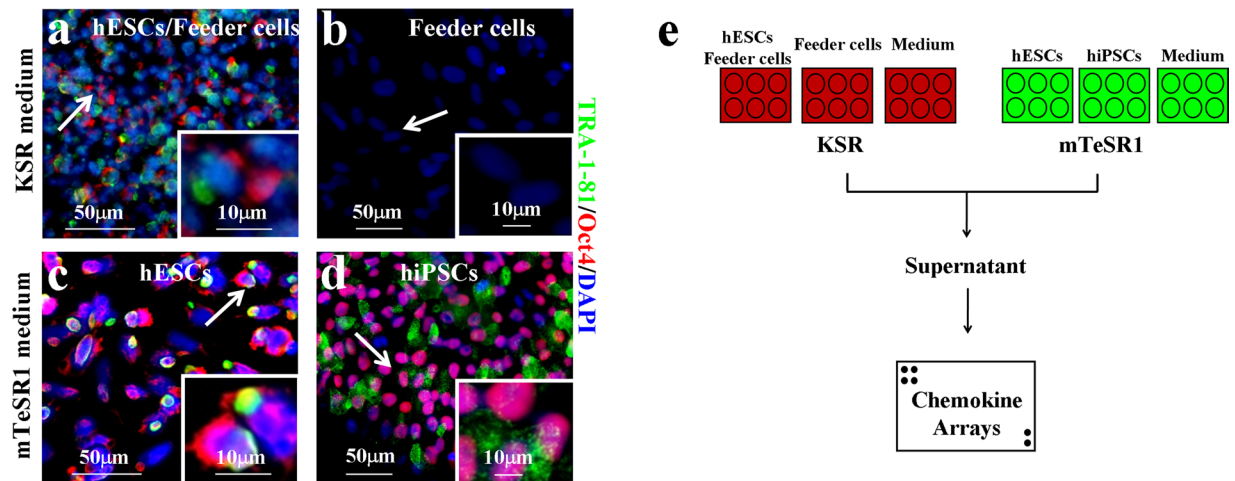 a
hESCs/Feeder cells
50μm
10μm
b
Feeder cells
50μm
10μm
KSR medium
c
hESCs
50μm
10μm
d
hiPSCs
50μm
10μm
mTeSR1 medium
TRA-1-81/Oct4/DAPI
e
hESCs
Feeder cells
Feeder cells
Medium
hESCs
hiPSCs
Medium
KSR
mTeSR1
Supernatant
Chemokine
Arrays